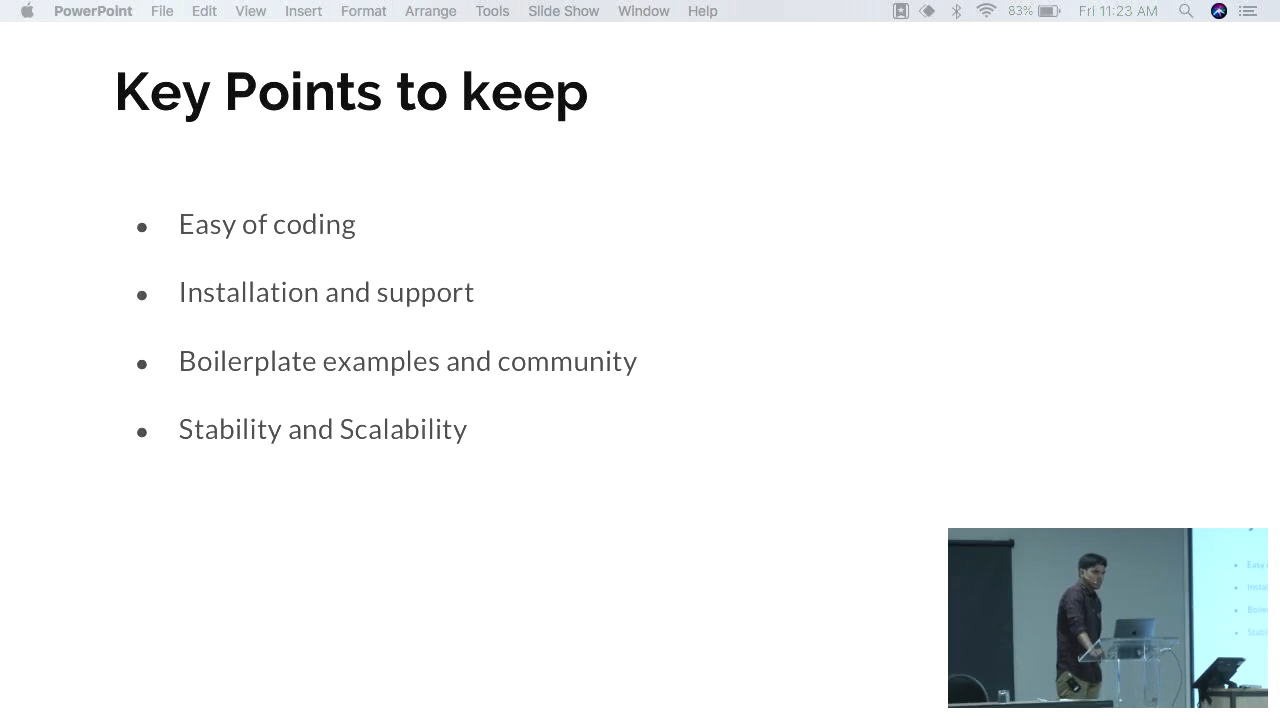 PowerPoint File Edit View Insert Format Arrange Tools Slide Show Window Help 83% Fri 11:23 AM
Key Points to keep
• Easy of coding
• Installation and support
• Boilerplate examples and community
• Stability and Scalability